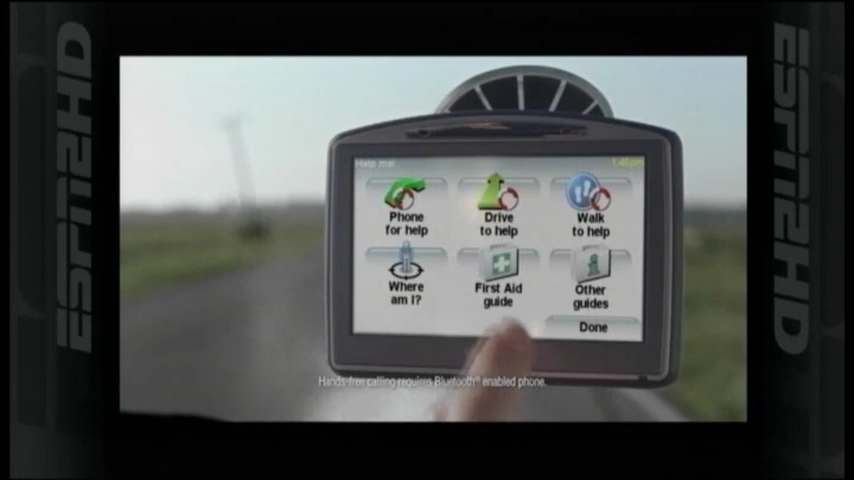 ESPN2HD
Help me!
1:45pm
Phone
for help
Drive
to help
Walk
to help
Where
am I?
First Aid
guide
Other
guides
Done
Hands-free calling requires Bluetooth® enabled phone.
ESPN2HD